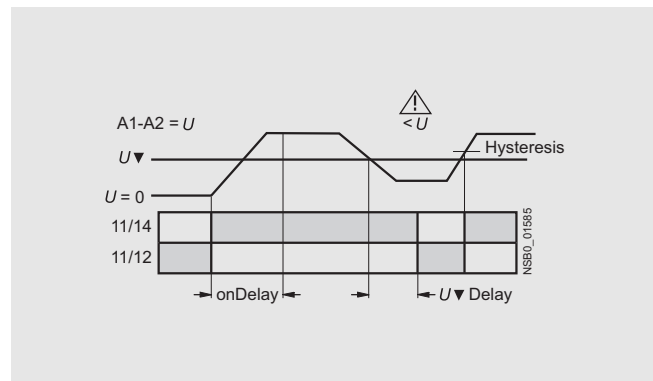 A1-A2 = U
< U
U▼
Hysteresis
U = 0
11/14
11/12
NSB0_01585
onDelay
U▼Delay